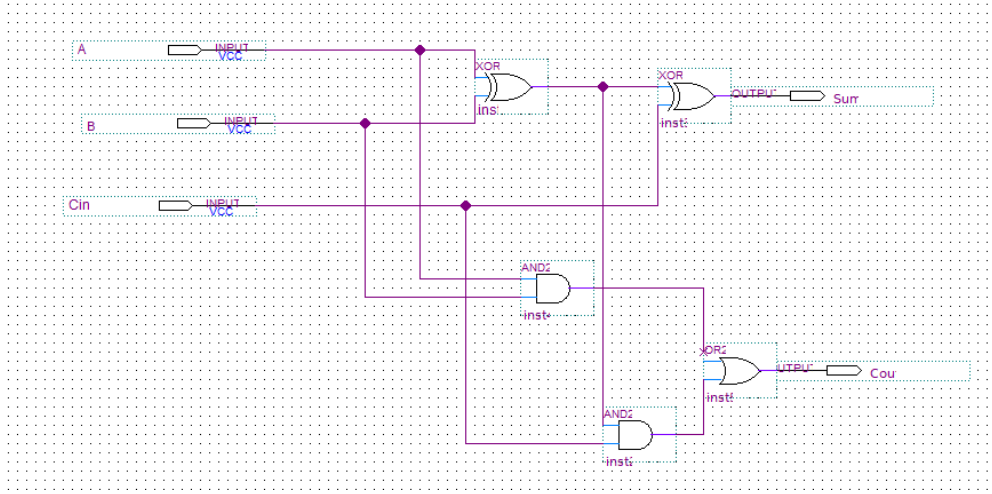 A INPUT VCC
XOR
ins
XOR
OUTPUT Sum
inst
B INPUT VCC
Cin INPUT VCC
AND2
inst
OR2
UTPUT Cou
inst
AND2
inst